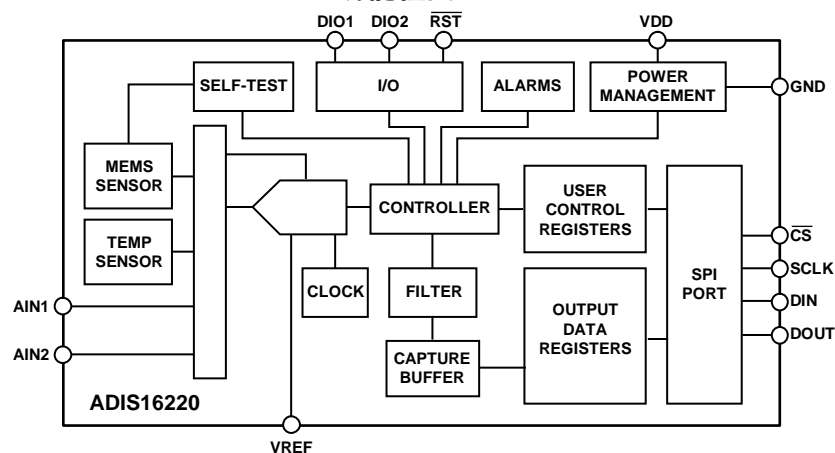 DIO1 DIO2 RST VDD
SELF-TEST
I/O
ALARMS
POWER
MANAGEMENT
GND
MEMS
SENSOR
TEMP
SENSOR
CONTROLLER
USER
CONTROL
REGISTERS
CLOCK
FILTER
CAPTURE
BUFFER
OUTPUT
DATA
REGISTERS
SPI
PORT
CS
SCLK
DIN
DOUT
AIN1
AIN2
ADIS16220
VREF